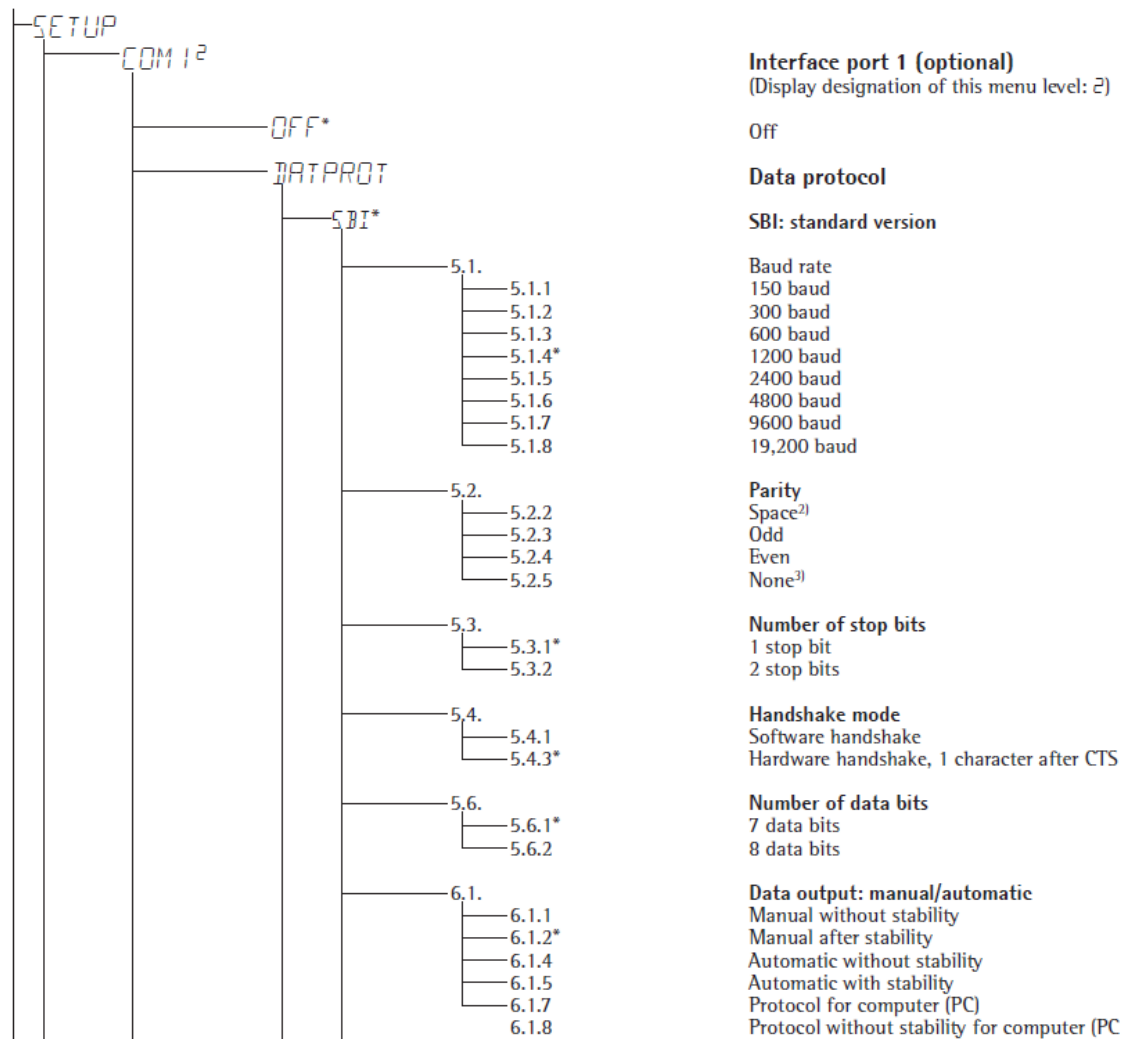 SETUP
COM1 2 Interface port 1 (optional)
(Display designation of this menu level: 2)
OFF* Off
DATPROT Data protocol
SBI* SBI: standard version
5.1. Baud rate
5.1.1 150 baud
5.1.2 300 baud
5.1.3 600 baud
5.1.4* 1200 baud
5.1.5 2400 baud
5.1.6 4800 baud
5.1.7 9600 baud
5.1.8 19,200 baud
5.2. Parity
5.2.2 Space2)
5.2.3 Odd
5.2.4 Even
5.2.5 None3)
5.3. Number of stop bits
5.3.1* 1 stop bit
5.3.2 2 stop bits
5.4. Handshake mode
5.4.1 Software handshake
5.4.3* Hardware handshake, 1 character after CTS
5.6. Number of data bits
5.6.1* 7 data bits
5.6.2 8 data bits
6.1. Data output: manual/automatic
6.1.1 Manual without stability
6.1.2* Manual after stability
6.1.4 Automatic without stability
6.1.5 Automatic with stability
6.1.7 Protocol for computer (PC)
6.1.8 Protocol without stability for computer (PC